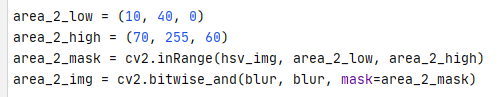 area_2_low = (10, 40, 0)
area_2_high = (70, 255, 60)
area_2_mask = cv2.inRange(hsv_img, area_2_low, area_2_high)
area_2_img = cv2.bitwise_and(blur, blur, mask=area_2_mask)